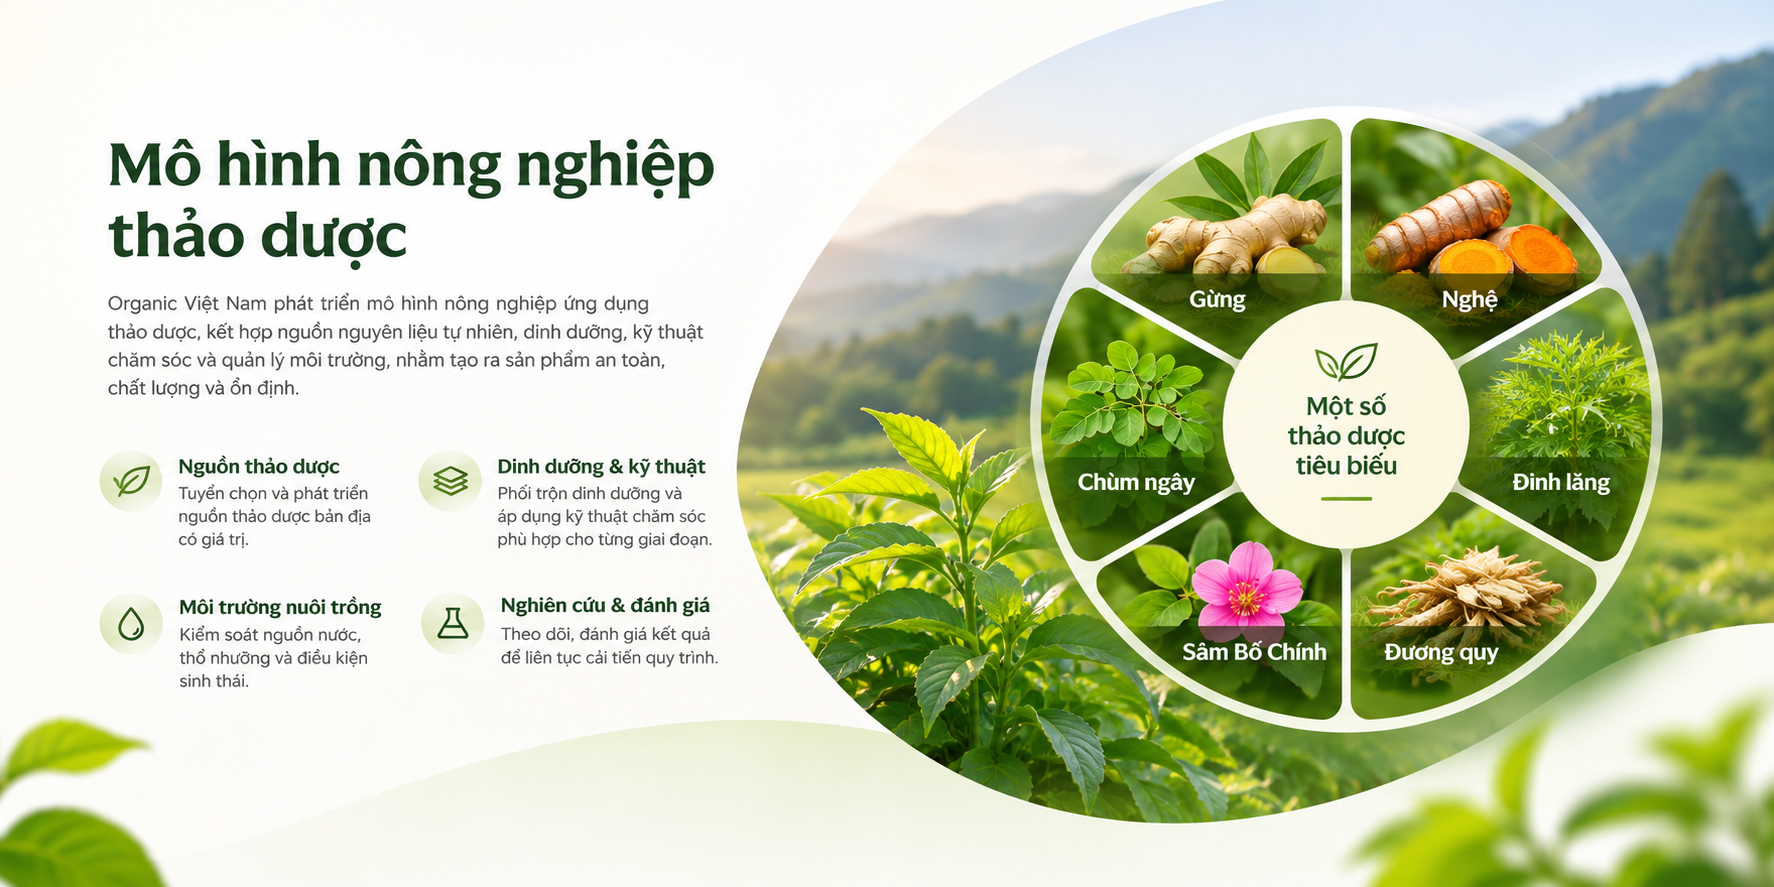 Mô hình nông nghiệp
thảo dược
Organic Việt Nam phát triển mô hình nông nghiệp ứng dụng
thảo dược, kết hợp nguồn nguyên liệu tự nhiên, dinh dưỡng, kỹ thuật
chăm sóc và quản lý môi trường, nhằm tạo ra sản phẩm an toàn,
chất lượng và ổn định.
Nguồn thảo dược
Tuyển chọn và phát triển
nguồn thảo dược bản địa
có giá trị.
Dinh dưỡng & kỹ thuật
Phối trộn dinh dưỡng và
áp dụng kỹ thuật chăm sóc
phù hợp cho từng giai đoạn.
Môi trường nuôi trồng
Kiểm soát nguồn nước,
thổ nhưỡng và điều kiện
sinh thái.
Nghiên cứu & đánh giá
Theo dõi, đánh giá kết quả
để liên tục cải tiến quy trình.
Gừng
Nghệ
Chùm ngây
Một số
thảo dược
tiêu biểu
Đinh lăng
Sâm Bố Chính
Đương quy